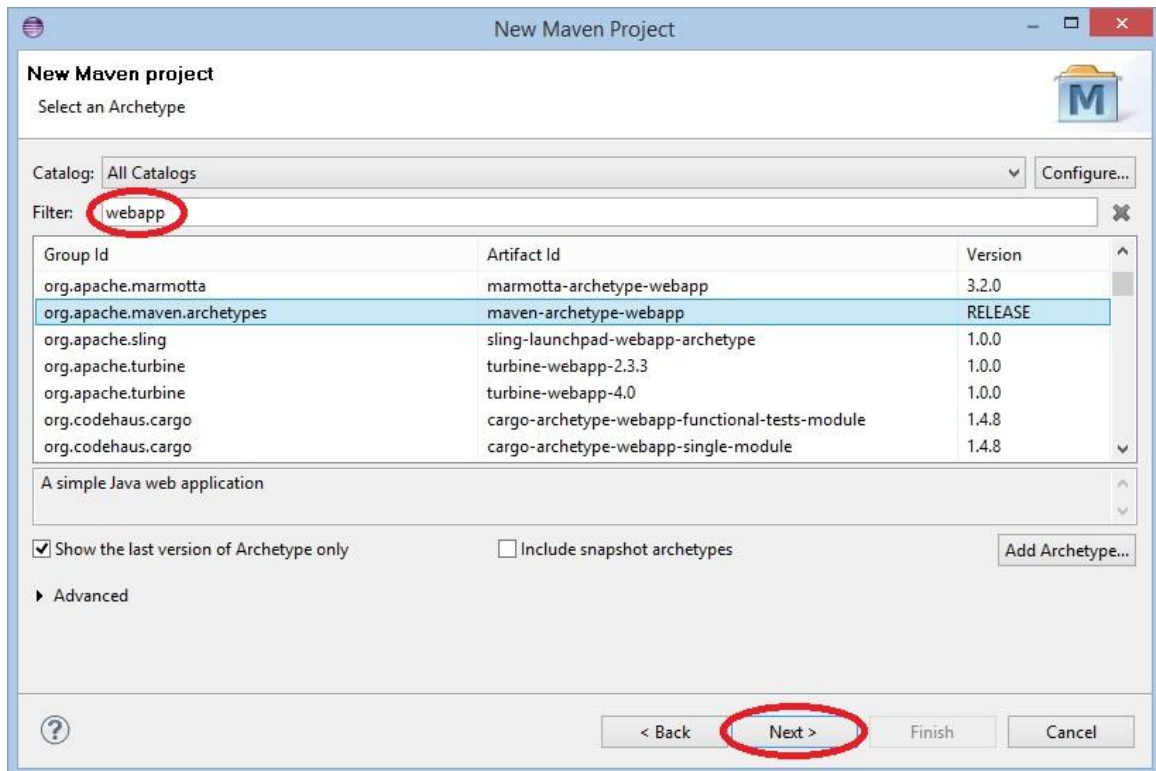 New Maven Project
New Maven project
Select an Archetype
M
Catalog: All Catalogs Configure...
Filter: webapp
Group Id Artifact Id Version
org.apache.marmotta marmotta-archetype-webapp 3.2.0
org.apache.maven.archetypes maven-archetype-webapp RELEASE
org.apache.sling sling-launchpad-webapp-archetype 1.0.0
org.apache.turbine turbine-webapp-2.3.3 1.0.0
org.apache.turbine turbine-webapp-4.0 1.0.0
org.codehaus.cargo cargo-archetype-webapp-functional-tests-module 1.4.8
org.codehaus.cargo cargo-archetype-webapp-single-module 1.4.8
A simple Java web application
Show the last version of Archetype only Include snapshot archetypes Add Archetype...
Advanced
? < Back Next > Finish Cancel